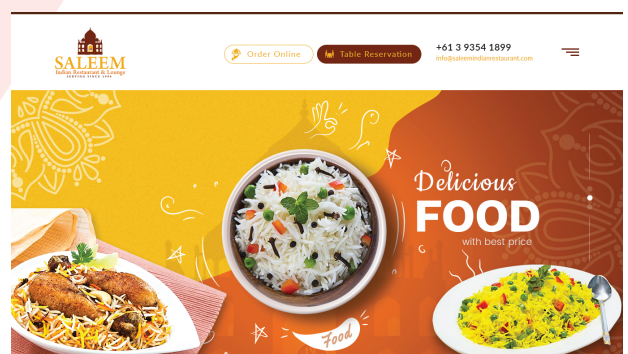 SALEEM
Indian Restaurant & Lounge
SERVING SINCE 1996
Order Online
Table Reservation
+61 3 9354 1899
info@saleemindianrestaurant.com
Delicious
FOOD
with best price
Food